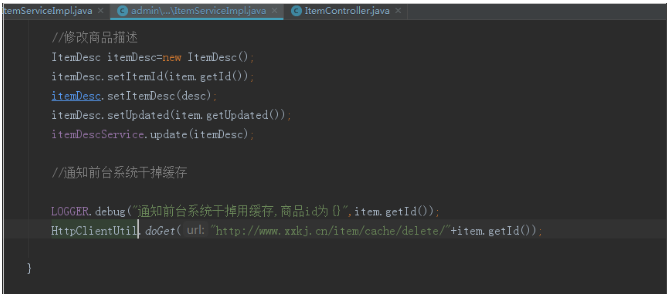 temServiceImpl.java × admin\...\ItemServiceImpl.java × ItemController.java ×
//修改商品描述
ItemDesc itemDesc=new ItemDesc();
itemDesc.setItemId(item.getId());
itemDesc.setItemDesc(desc);
itemDesc.setUpdated(item.getUpdated());
itemDescService.update(itemDesc);
//通知前台系统干掉缓存
LOGGER.debug("通知前台系统干掉用缓存,商品id为{}",item.getId());
HttpClientUtil.doGet( url: "http://www.xxkj.cn/item/cache/delete/"+item.getId());
}